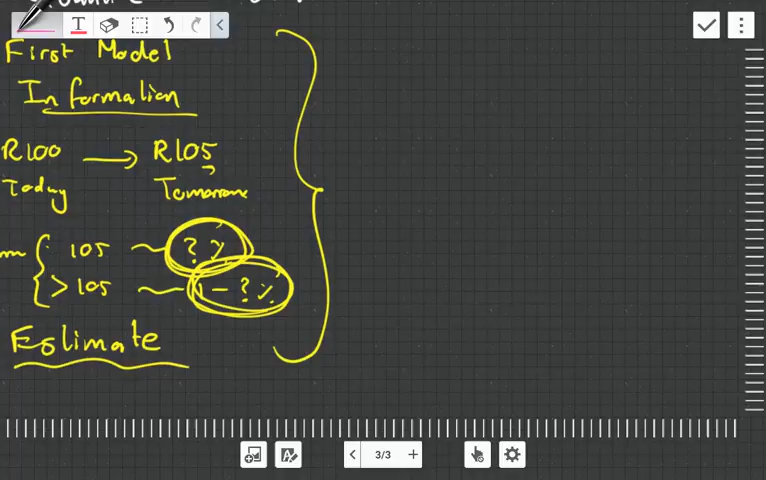 T
First Model
Information
R100 → R105
Today Tomorrow
105 ~ ? %
> 105 ~ 1 - ? %
Estimate
3/3